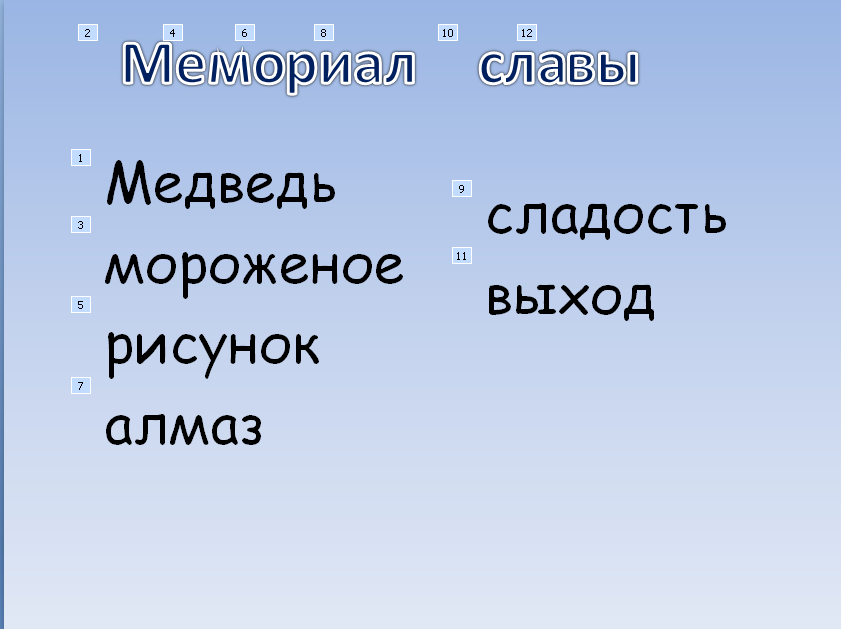 2 4 6 8 10 12
Мемориал славы
1
Медведь
3
мороженое
5
рисунок
7
алмаз
9
сладость
11
выход